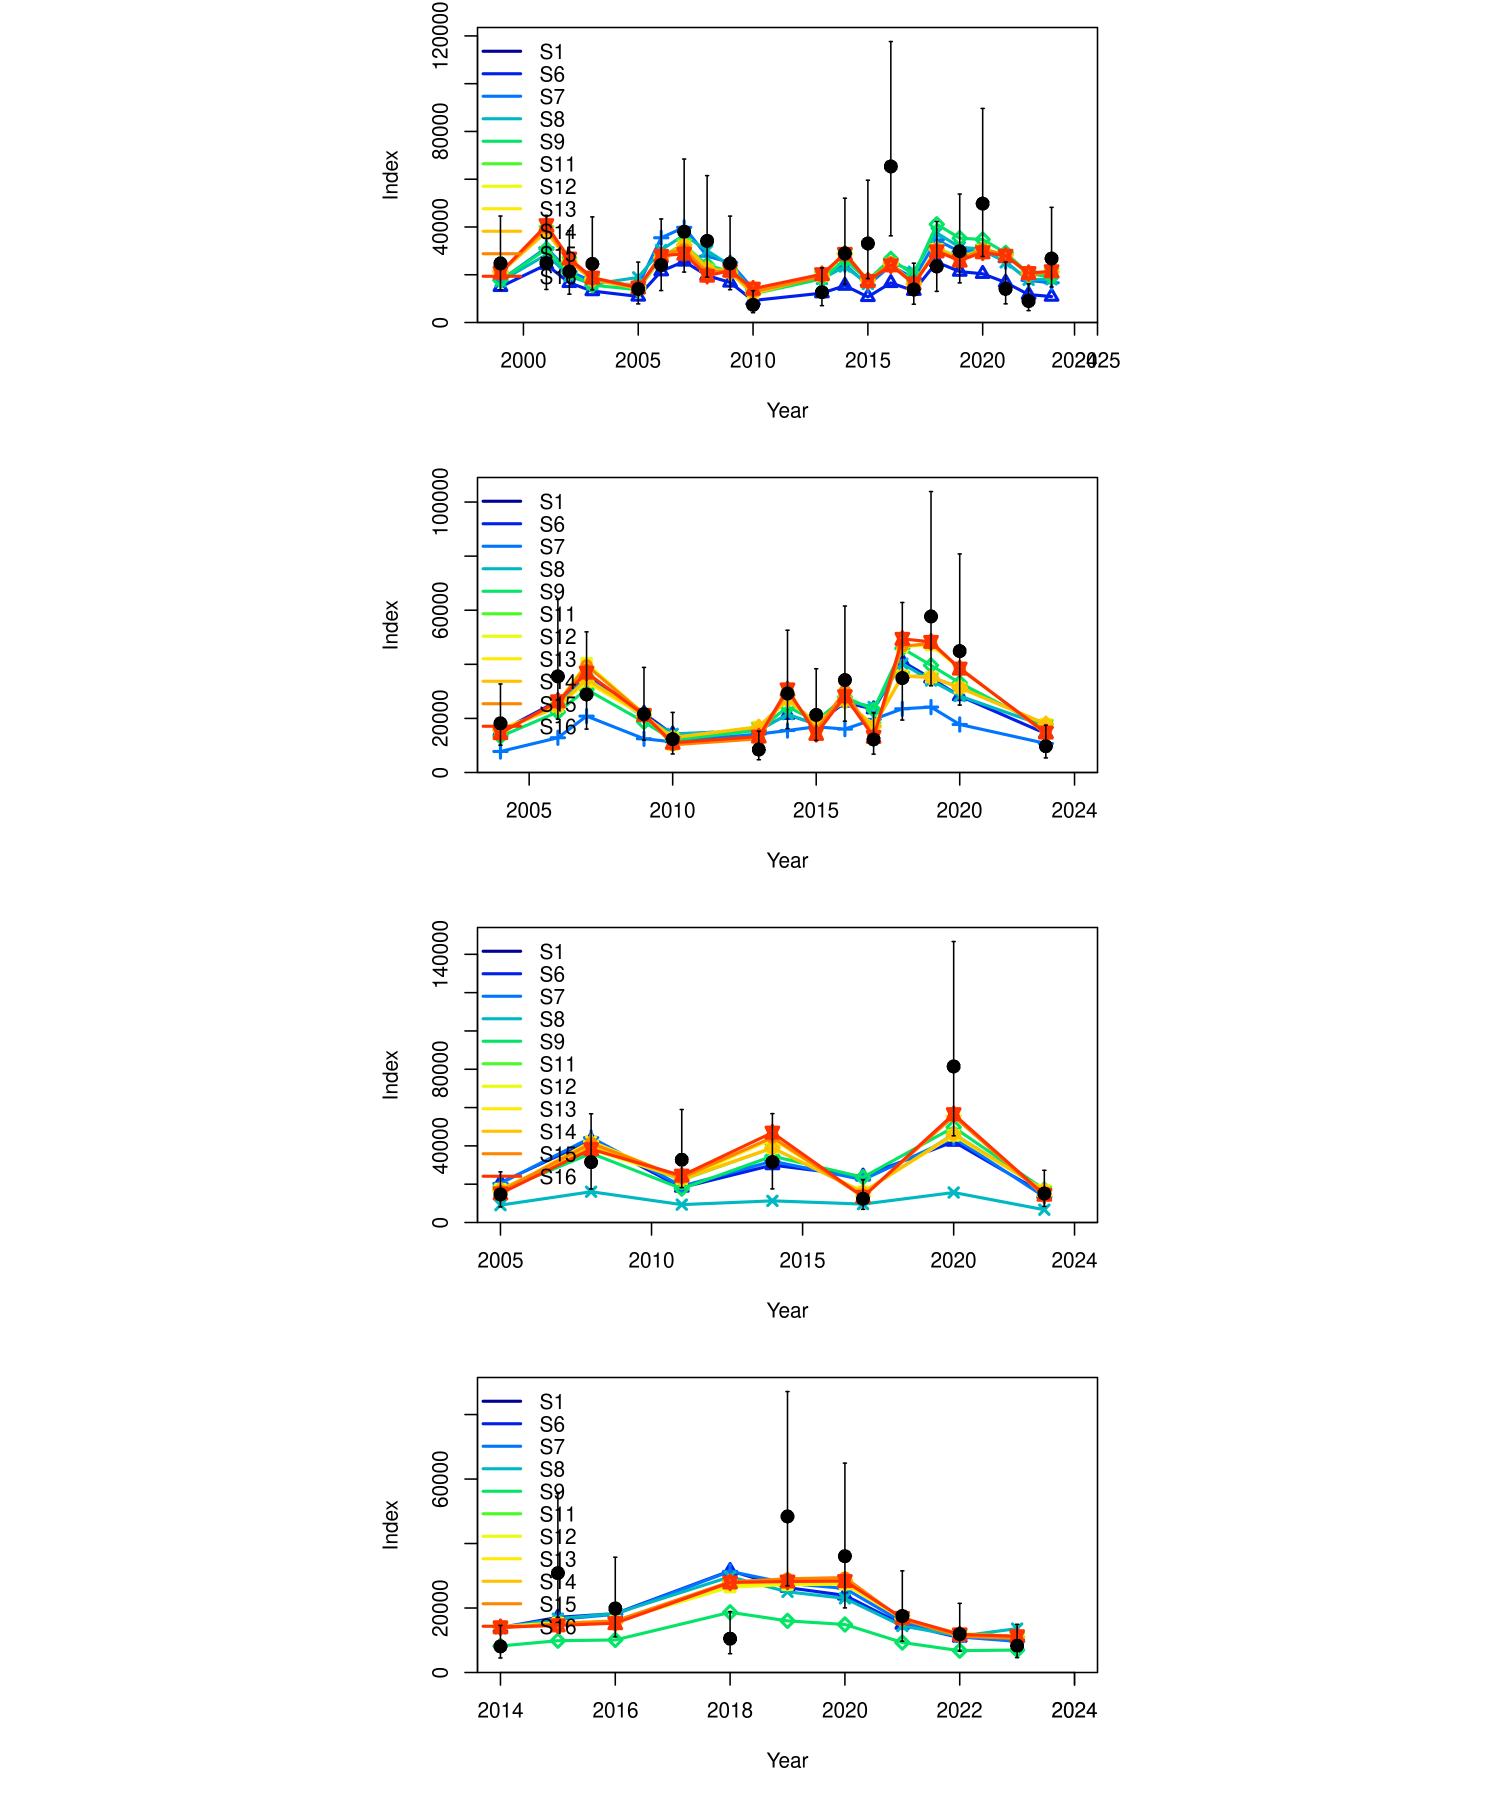 120000
80000
40000
0
Index
S1
S6
S7
S8
S9
S11
S12
S13
S14
S15
S16
2000 2005 2010 2015 2020 2024 2025
Year
100000
60000
20000
0
Index
S1
S6
S7
S8
S9
S11
S12
S13
S14
S15
S16
2005 2010 2015 2020 2024
Year
140000
80000
40000
0
Index
S1
S6
S7
S8
S9
S11
S12
S13
S14
S15
S16
2005 2010 2015 2020 2024
Year
60000
20000
0
Index
S1
S6
S7
S8
S9
S11
S12
S13
S14
S15
S16
2014 2016 2018 2020 2022 2024
Year